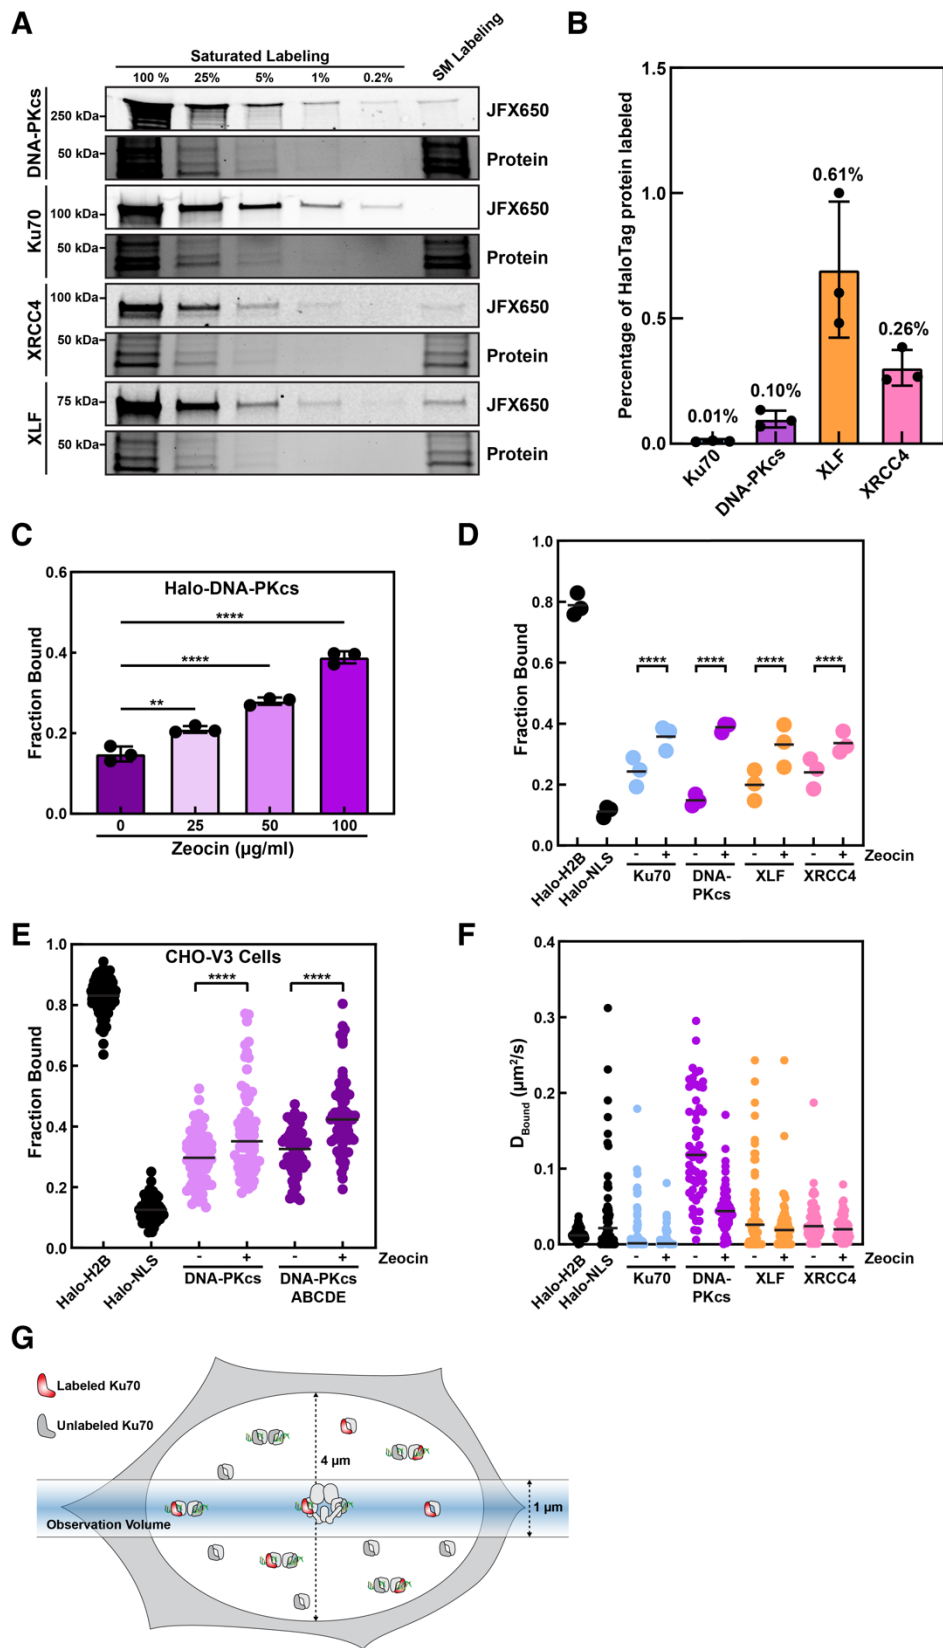 A
Saturated Labeling
SM Labeling
100 %
25%
5%
1%
0.2%
DNA-PKcs
250 kDa
JFX650
50 kDa
Protein
Ku70
100 kDa
JFX650
50 kDa
Protein
XRCC4
100 kDa
JFX650
50 kDa
Protein
XLF
75 kDa
JFX650
50 kDa
Protein
B
Percentage of HaloTag protein labeled
1.5
1.0
0.5
0.0
0.01%
0.10%
0.61%
0.26%
Ku70
DNA-PKcs
XLF
XRCC4
C
Halo-DNA-PKcs
Fraction Bound
0.6
0.4
0.2
0.0
****
****
**
0
25
50
100
Zeocin (µg/ml)
D
Fraction Bound
1.0
0.8
0.6
0.4
0.2
0.0
****
****
****
****
Halo-H2B
Halo-NLS
- + - + - + - + Zeocin
Ku70
DNA-
PKcs
XLF
XRCC4
E
CHO-V3 Cells
Fraction Bound
1.0
0.8
0.6
0.4
0.2
0.0
****
****
Halo-H2B
Halo-NLS
- + - + Zeocin
DNA-PKcs
DNA-PKcs
ABCDE
F
D Bound (µm²/s)
0.4
0.3
0.2
0.1
0.0
Halo-H2B
Halo-NLS
- + - + - + - + Zeocin
Ku70
DNA-
PKcs
XLF
XRCC4
G
Labeled Ku70
Unlabeled Ku70
4 µm
1 µm
Observation Volume